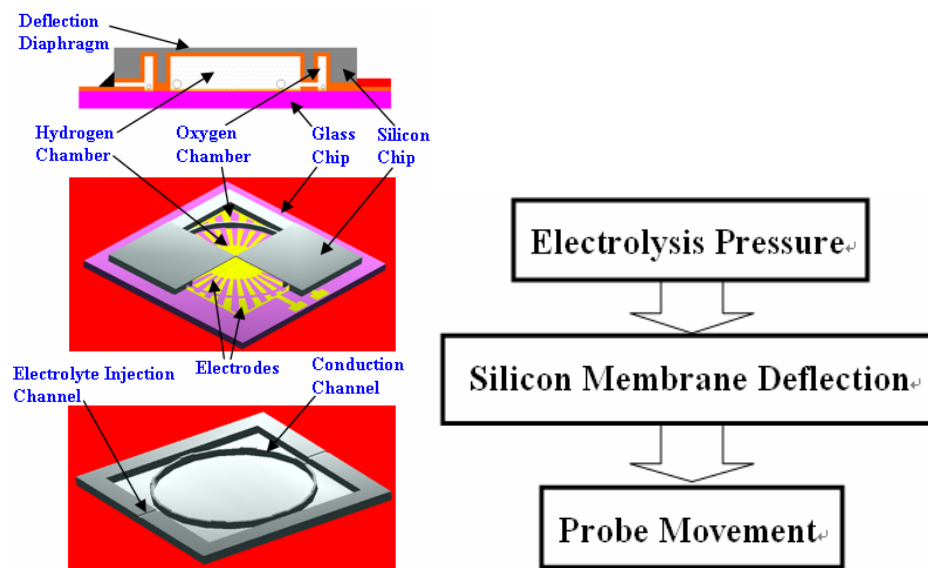 Deflection
Diaphragm
Hydrogen
Chamber
Oxygen
Chamber
Glass
Chip
Silicon
Chip
Electrolyte Injection
Channel
Electrodes
Conduction
Channel
Electrolysis Pressure
Silicon Membrane Deflection
Probe Movement